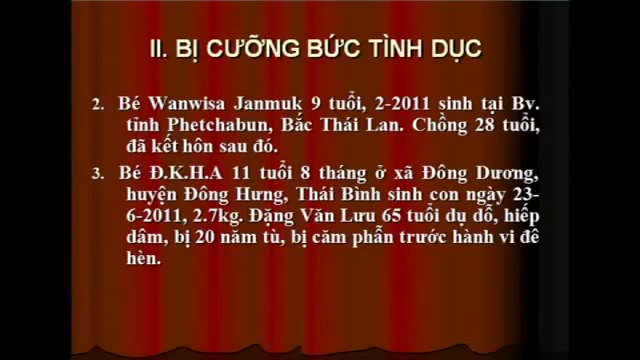 II. BỊ CƯỠNG BỨC TÌNH DỤC
2. Bé Wanwisa Janmuk 9 tuổi, 2-2011 sinh tại Bv.
tỉnh Phetchabun, Bắc Thái Lan. Chồng 28 tuổi,
đã kết hôn sau đó.
3. Bé Đ.K.H.A 11 tuổi 8 tháng ở xã Đông Dương,
huyện Đông Hưng, Thái Bình sinh con ngày 23-
6-2011, 2.7kg. Đặng Văn Lưu 65 tuổi dụ dỗ, hiếp
dâm, bị 20 năm tù, bị căm phẫn trước hành vi đê
hèn.